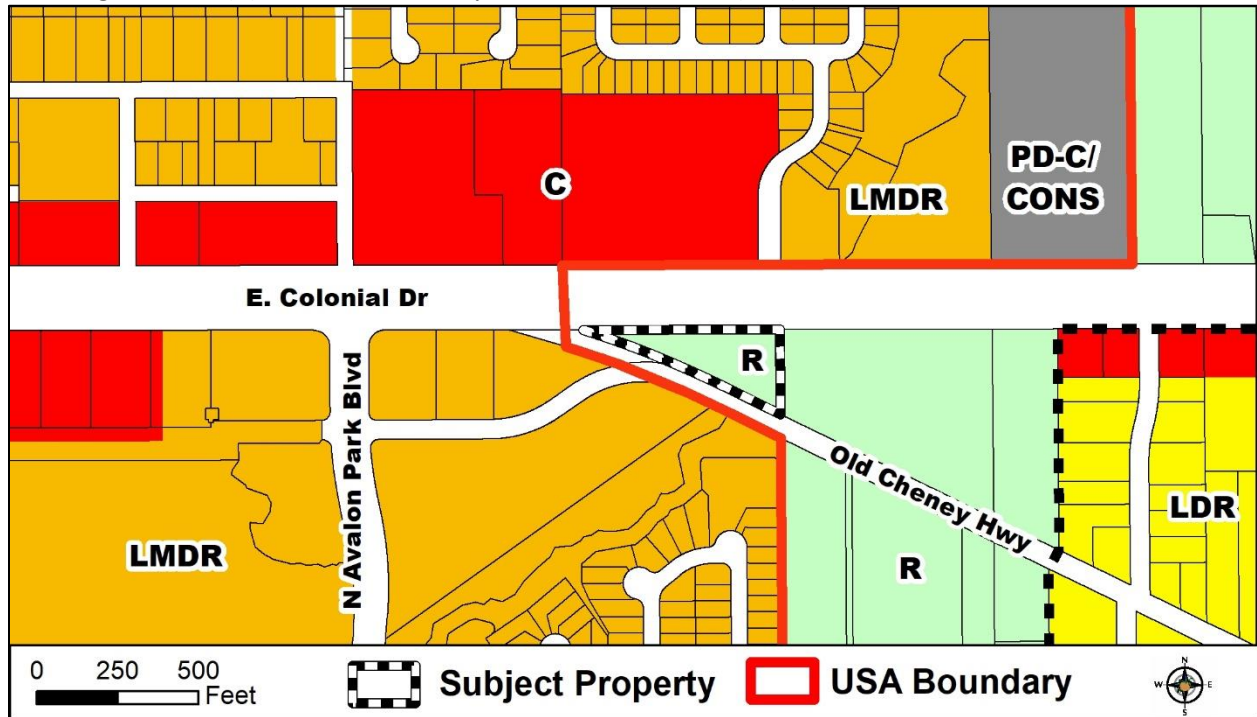 C
LMDR
PD-C/
CONS
E. Colonial Dr
R
N Avalon Park Blvd
Old Cheney Hwy
LMDR
R
LDR
0 250 500
Feet
Subject Property
USA Boundary
N
W E
S